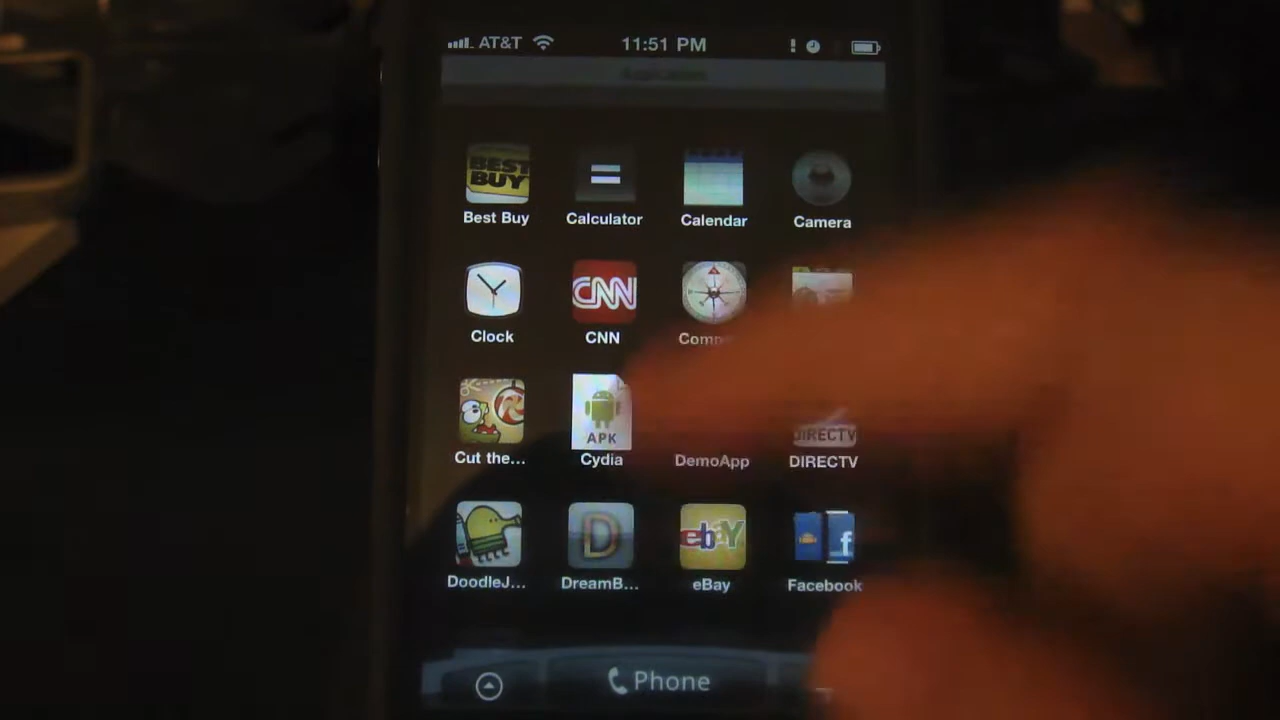 AT&T 11:51 PM !
BEST BUY =
Best Buy Calculator Calendar Camera
CNN
Clock CNN Com
APK DIRECTV
Cut the... Cydia DemoApp DIRECTV
D ebY f
DoodleJ... DreamB... eBay Facebook
Phone